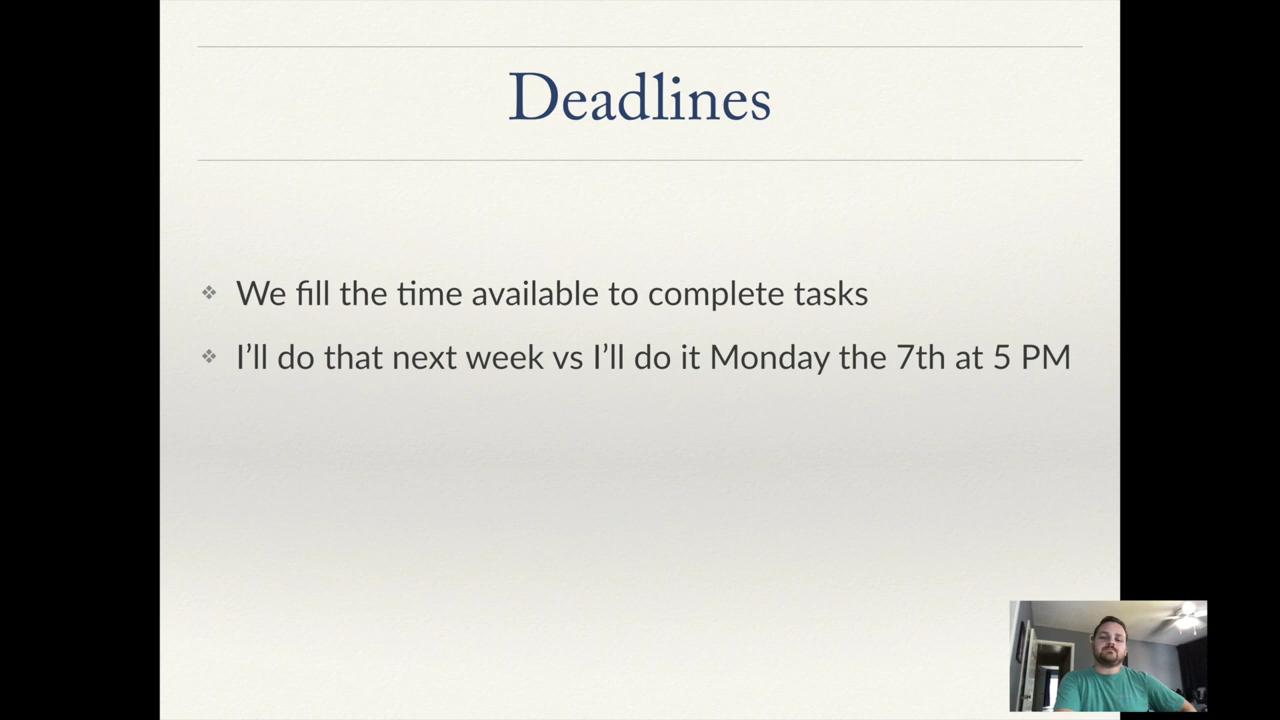 Deadlines
We fill the time available to complete tasks
I’ll do that next week vs I’ll do it Monday the 7th at 5 PM